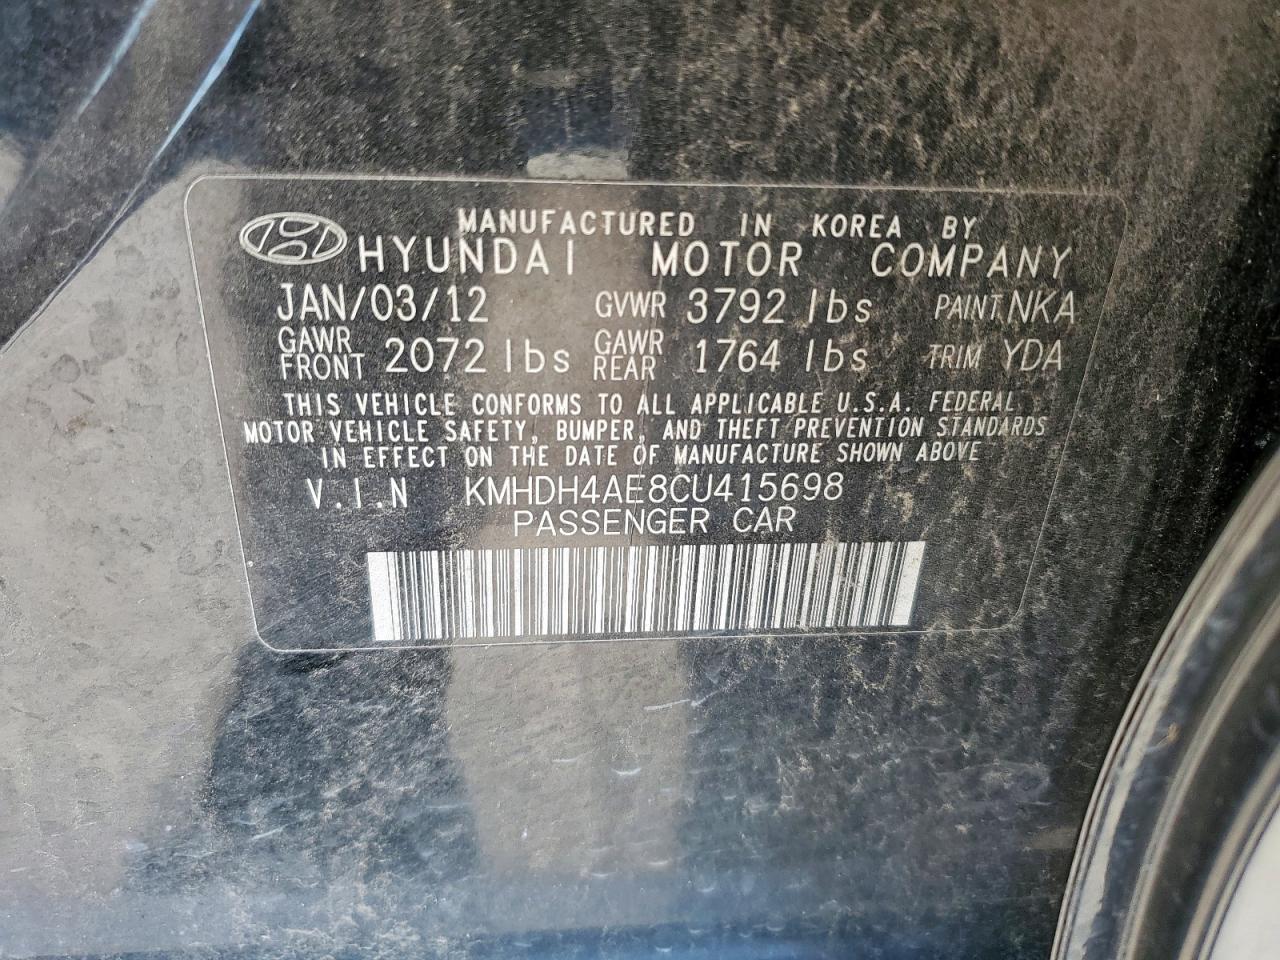 MANUFACTURED IN KOREA BY
HYUNDAI MOTOR COMPANY
JAN/03/12 GVWR 3792 lbs PAINT.NKA
GAWR FRONT 2072 lbs GAWR REAR 1764 lbs TRIM YDA
THIS VEHICLE CONFORMS TO ALL APPLICABLE U.S.A. FEDERAL
MOTOR VEHICLE SAFETY, BUMPER, AND THEFT PREVENTION STANDARDS
IN EFFECT ON THE DATE OF MANUFACTURE SHOWN ABOVE
V.I.N KMHDH4AE8CU415698
PASSENGER CAR